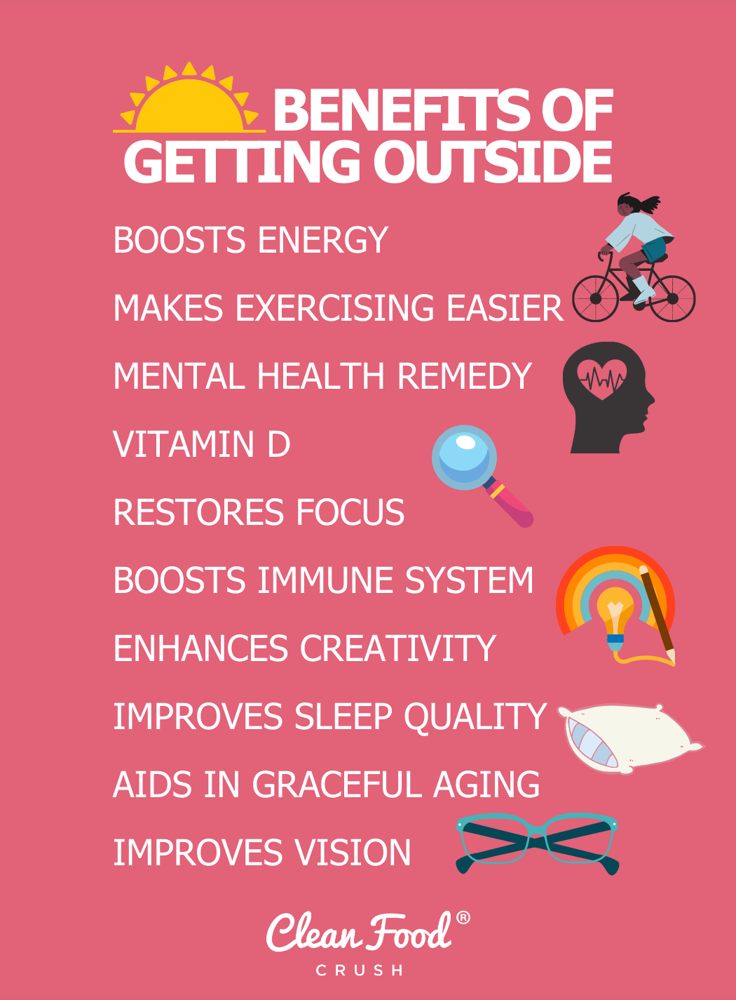 BENEFITS OF
GETTING OUTSIDE
BOOSTS ENERGY
MAKES EXERCISING EASIER
MENTAL HEALTH REMEDY
VITAMIN D
RESTORES FOCUS
BOOSTS IMMUNE SYSTEM
ENHANCES CREATIVITY
IMPROVES SLEEP QUALITY
AIDS IN GRACEFUL AGING
IMPROVES VISION
Clean Food®
CRUSH